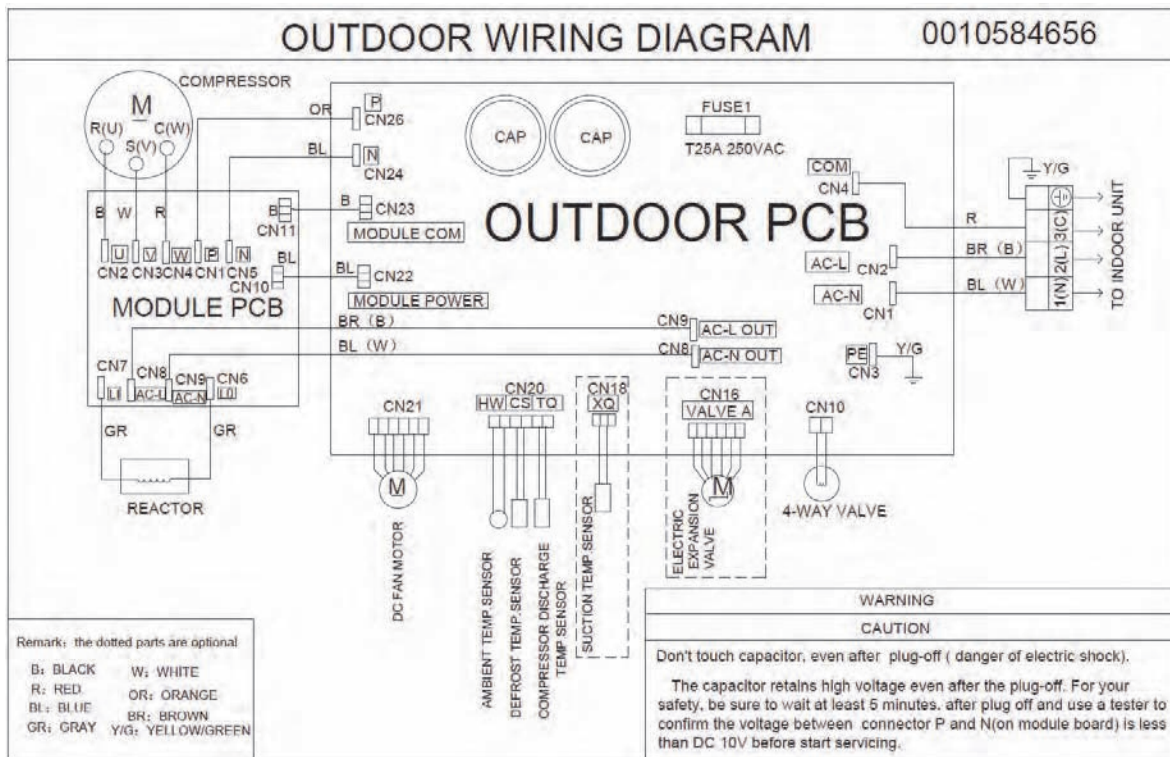 OUTDOOR WIRING DIAGRAM
0010584656
COMPRESSOR
M
R(U)
C(W)
S(V)
OR
P
CN26
BL
N
CN24
CAP
CAP
FUSE1
T25A 250VAC
COM
CN4
Y/G
B
W
R
B
CN11
B
CN23
MODULE COM
OUTDOOR PCB
R
3(C)
BR (B)
2(L)
BL (W)
1(N)
TO INDOOR UNIT
AC-L
CN2
AC-N
CN1
U
V
W
P
N
CN2
CN3
CN4
CN1
CN5
BL
CN10
BL
CN22
MODULE POWER
MODULE PCB
BR (B)
CN9
AC-L OUT
BL (W)
CN8
AC-N OUT
PE
CN3
Y/G
CN7
CN8
CN9
CN6
LI
AC-L
AC-N
LO
GR
GR
REACTOR
CN21
M
DC FAN MOTOR
CN20
HW
CS
TQ
AMBIENT TEMP.SENSOR
DEFROST TEMP.SENSOR
COMPRESSOR DISCHARGE
TEMP.SENSOR
CN18
XQ
SUCTION TEMP.SENSOR
CN16
VALVE A
M
ELECTRIC
EXPANSION
VALVE
CN10
4-WAY VALVE
Remark: the dotted parts are optional
B: BLACK
W: WHITE
R: RED
OR: ORANGE
BL: BLUE
BR: BROWN
GR: GRAY
Y/G: YELLOW/GREEN
WARNING
CAUTION
Don't touch capacitor, even after plug-off ( danger of electric shock).
The capacitor retains high voltage even after the plug-off. For your
safety, be sure to wait at least 5 minutes. after plug off and use a tester to
confirm the voltage between connector P and N(on module board) is less
than DC 10V before start servicing.